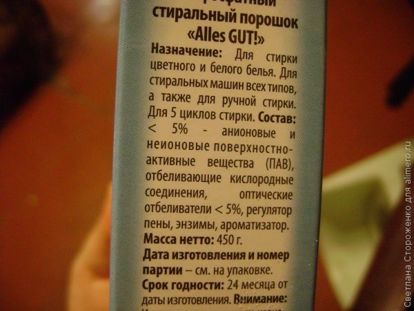 стиральный порошок
«Alles GUT!»
Назначение: Для стирки
цветного и белого белья. Для
стиральных машин всех типов,
а также для ручной стирки.
Для 5 циклов стирки. Состав:
< 5% - анионовые и
неионовые поверхностно-
активные вещества (ПАВ),
отбеливающие кислородные
соединения, оптические
отбеливатели < 5%, регулятор
пены, энзимы, ароматизатор.
Масса нетто: 450 г.
Дата изготовления и номер
партии – см. на упаковке.
Срок годности: 24 месяца от
даты изготовления. Внимание:
Светлана Стороженко для alimero.ru